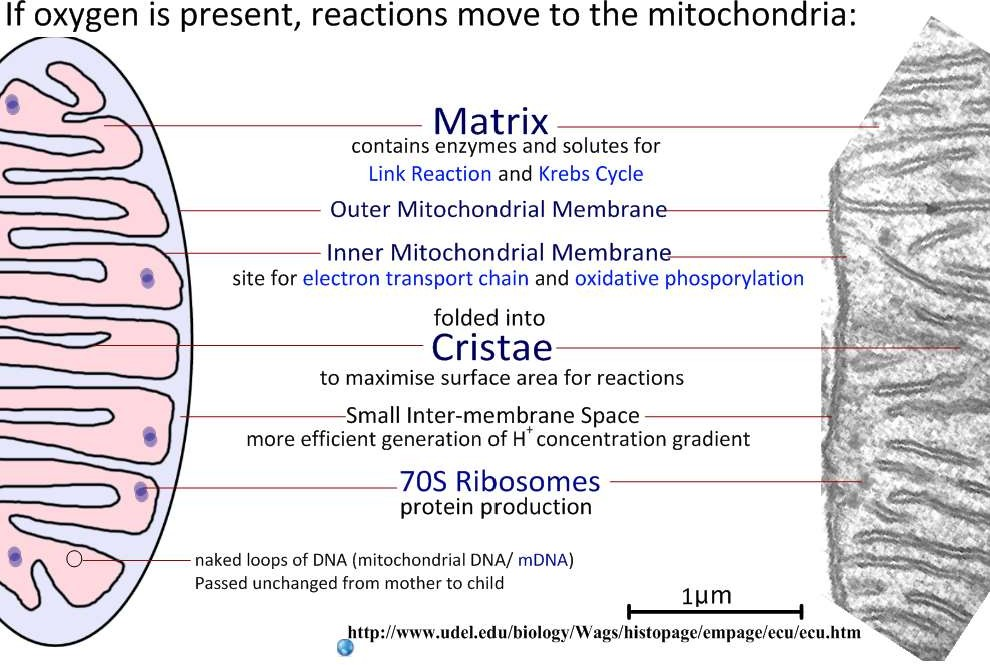 If oxygen is present, reactions move to the mitochondria:
Matrix
contains enzymes and solutes for
Link Reaction and Krebs Cycle
Outer Mitochondrial Membrane
Inner Mitochondrial Membrane
site for electron transport chain and oxidative phosporylation
folded into
Cristae
to maximise surface area for reactions
Small Inter-membrane Space
more efficient generation of H⁺ concentration gradient
70S Ribosomes
protein production
naked loops of DNA (mitochondrial DNA/ mDNA)
Passed unchanged from mother to child
1µm
http://www.udel.edu/biology/Wags/histopage/empage/ecu/ecu.htm